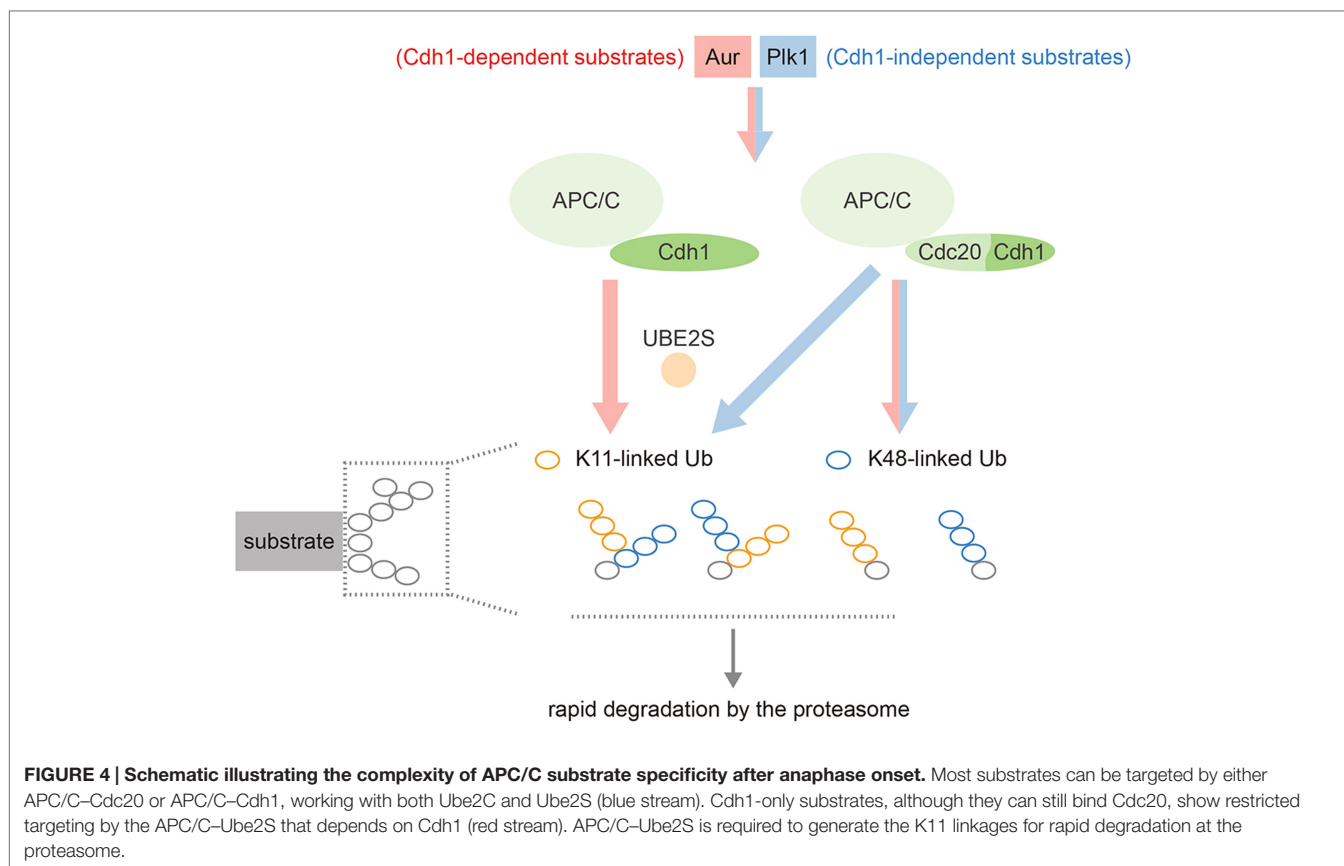 (Cdh1-dependent substrates) Aur Plk1 (Cdh1-independent substrates)
APC/C APC/C
Cdh1 Cdc20 Cdh1
UBE2S
K11-linked Ub K48-linked Ub
substrate
rapid degradation by the proteasome
FIGURE 4 | Schematic illustrating the complexity of APC/C substrate specificity after anaphase onset. Most substrates can be targeted by either
APC/C–Cdc20 or APC/C–Cdh1, working with both Ube2C and Ube2S (blue stream). Cdh1-only substrates, although they can still bind Cdc20, show restricted
targeting by the APC/C–Ube2S that depends on Cdh1 (red stream). APC/C–Ube2S is required to generate the K11 linkages for rapid degradation at the
proteasome.